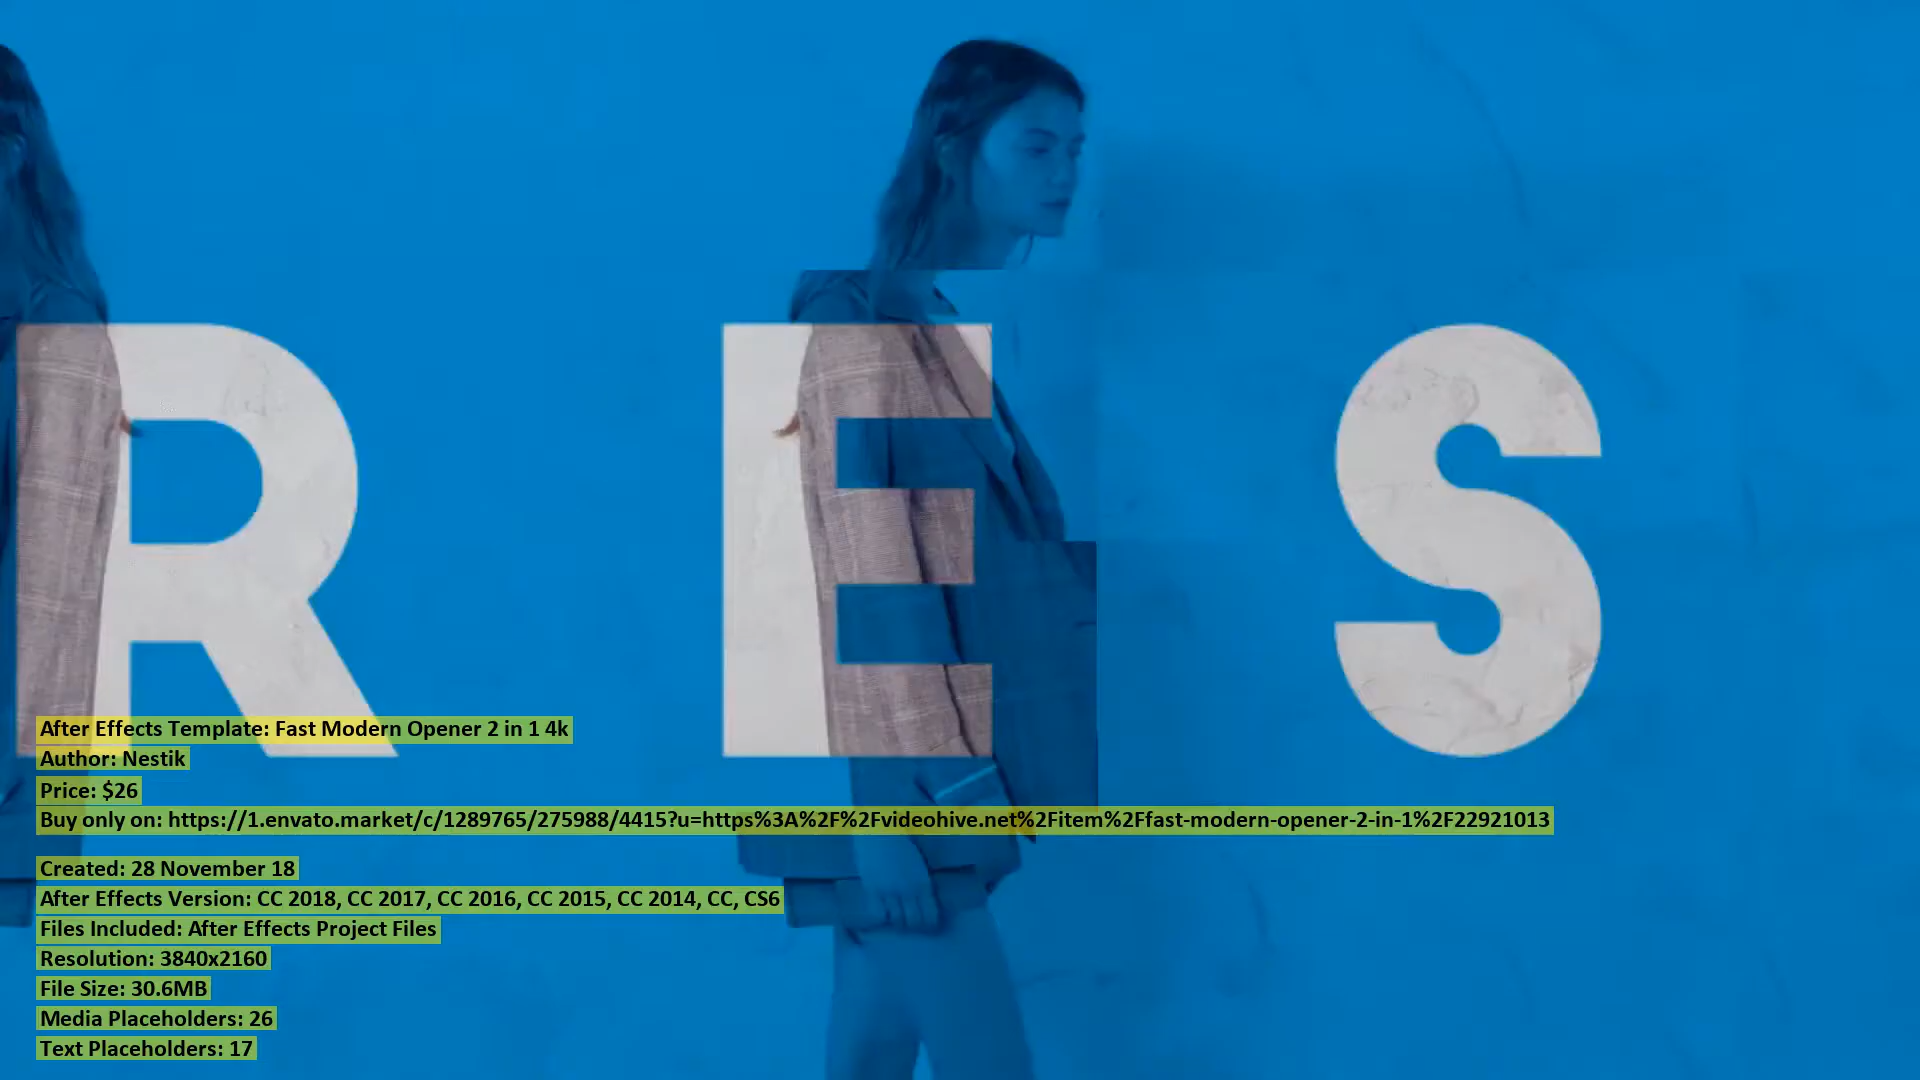 RES
After Effects Template: Fast Modern Opener 2 in 1 4k
Author: Nestik
Price: $26
Buy only on: https://1.envato.market/c/1289765/275988/4415?u=https%3A%2F%2Fvideohive.net%2Fitem%2Ffast-modern-opener-2-in-1%2F22921013
Created: 28 November 18
After Effects Version: CC 2018, CC 2017, CC 2016, CC 2015, CC 2014, CC, CS6
Files Included: After Effects Project Files
Resolution: 3840x2160
File Size: 30.6MB
Media Placeholders: 26
Text Placeholders: 17